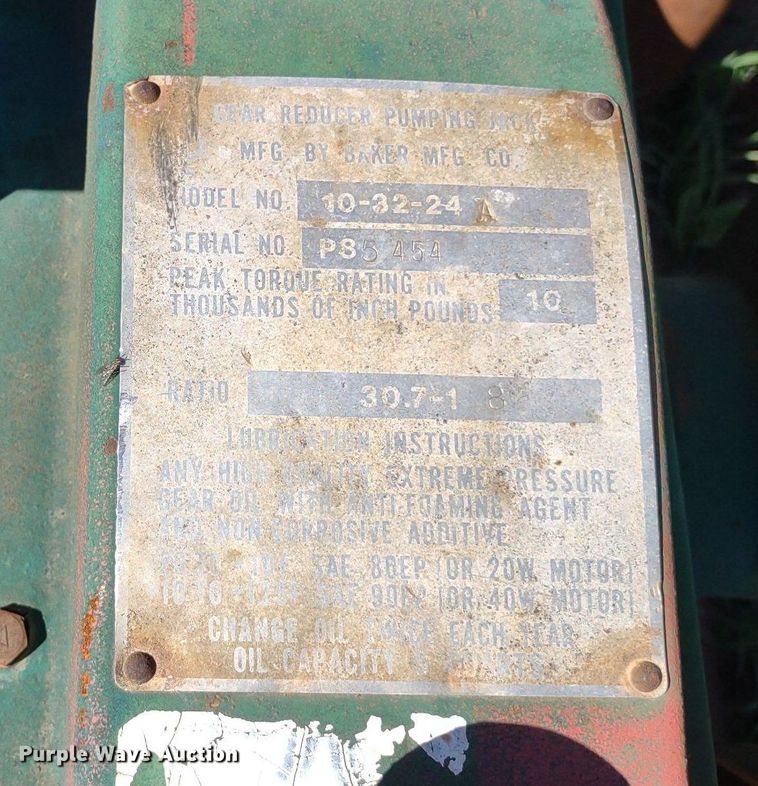 GEAR REDUCER PUMPING JACK
MFG. BY BAKER MFG. CO.
MODEL NO. 10-32-24 A
SERIAL NO. P85 454
PEAK TORQUE RATING IN
THOUSANDS OF INCH POUNDS 10
RATIO 30.7-1 8
LUBRICATION INSTRUCTIONS
ANY HIGH QUALITY EXTREME PRESSURE
GEAR OIL WITH ANTI-FOAMING AGENT
AND NON-CORROSIVE ADDITIVE
SAE 80EP (OR 20W. MOTOR)
SAE 90EP (OR 40W. MOTOR)
CHANGE OIL TWICE EACH YEAR
OIL CAPACITY
Purple Wave Auction